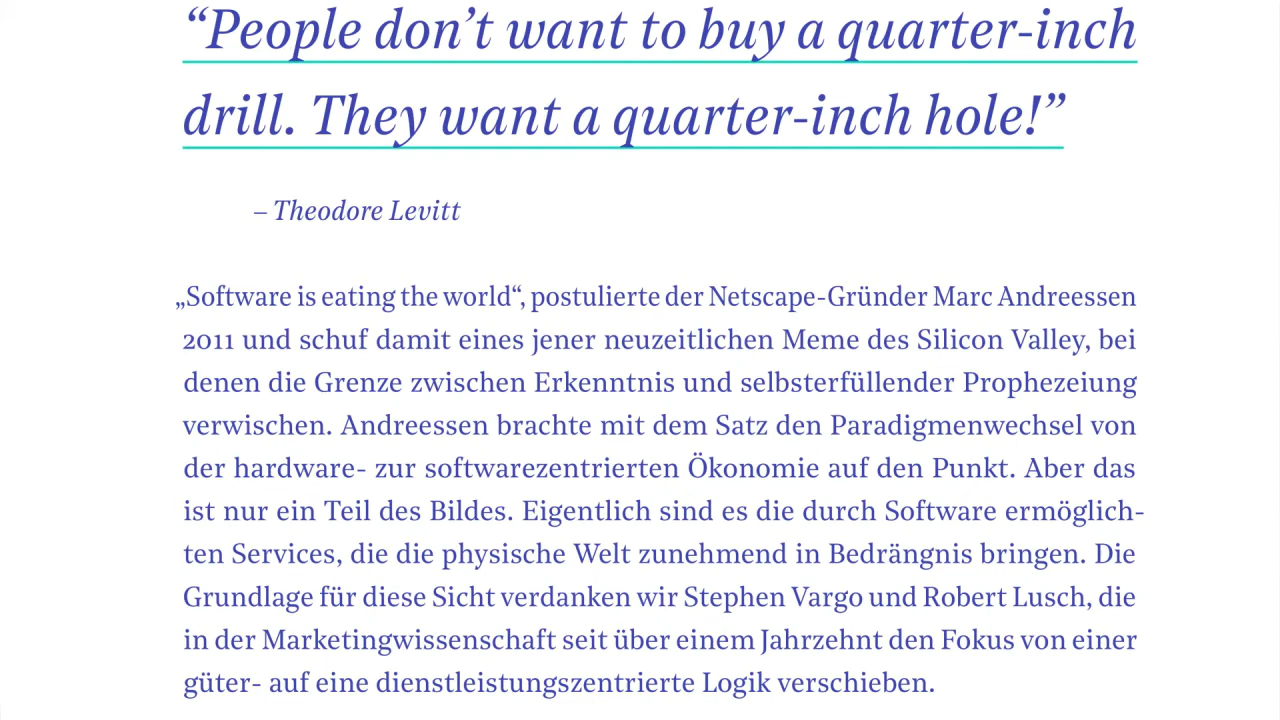 “People don’t want to buy a quarter-inch
drill. They want a quarter-inch hole!”
– Theodore Levitt
„Software is eating the world“, postulierte der Netscape-Gründer Marc Andreessen
2011 und schuf damit eines jener neuzeitlichen Meme des Silicon Valley, bei
denen die Grenze zwischen Erkenntnis und selbsterfüllender Prophezeiung
verwischen. Andreessen brachte mit dem Satz den Paradigmenwechsel von
der hardware- zur softwarezentrierten Ökonomie auf den Punkt. Aber das
ist nur ein Teil des Bildes. Eigentlich sind es die durch Software ermöglich-
ten Services, die die physische Welt zunehmend in Bedrängnis bringen. Die
Grundlage für diese Sicht verdanken wir Stephen Vargo und Robert Lusch, die
in der Marketingwissenschaft seit über einem Jahrzehnt den Fokus von einer
güter- auf eine dienstleistungszentrierte Logik verschieben.